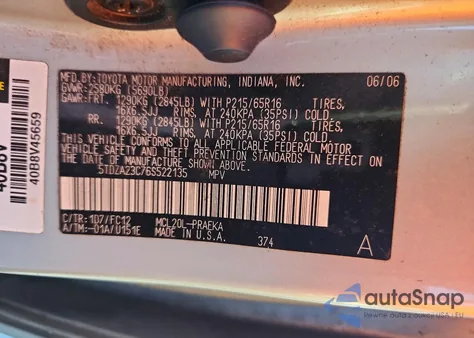 MFD. BY: TOYOTA MOTOR MANUFACTURING, INDIANA, INC. 06/06
GVWR: 2580KG (5690LB)
GAWR: FRT. 1290KG (2845LB) WITH P215/65R16 TIRES,
16X6.5JJ RIMS, AT 240KPA (35PSI) COLD.
RR. 1290KG (2845LB) WITH P215/65R16 TIRES,
16X6.5JJ RIMS, AT 240KPA (35PSI) COLD.
THIS VEHICLE CONFORMS TO ALL APPLICABLE FEDERAL MOTOR
VEHICLE SAFETY, BUMPER, AND THEFT PREVENTION STANDARDS IN
EFFECT ON THE DATE OF MANUFACTURE SHOWN ABOVE.
5TDZA23C76S522135 MPV
C/TR: 1D7/FC12 MCL20L-PRAEKA
A/TM: -01A/U151E MADE IN U.S.A. 374 A
40B8V45659
autoSnap